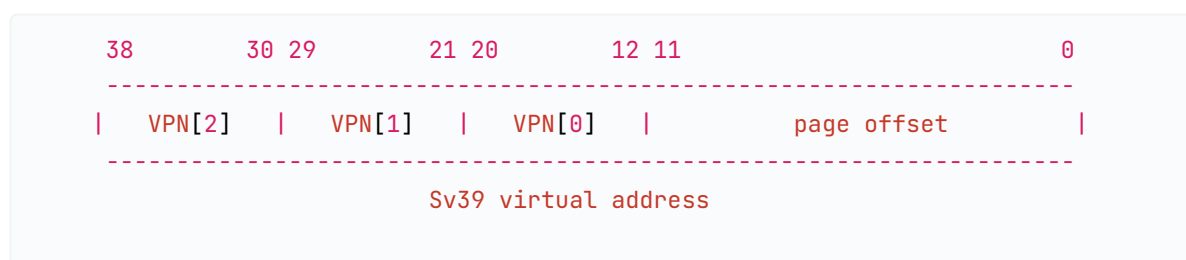 38 30 29 21 20 12 11 0
---------------------------------------------------------------------
| VPN[2] | VPN[1] | VPN[0] | page offset |
---------------------------------------------------------------------
Sv39 virtual address